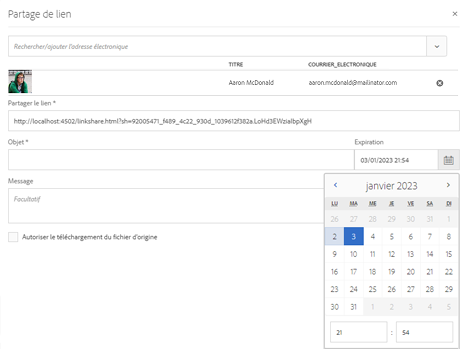 Partage de lien
Rechercher/ajouter l'adresse électronique
TITRE COURRIER_ELECTRONIQUE
Aaron McDonald aaron.mcdonald@mailinator.com
Partager le lien *
http://localhost:4502/linkshare.html?sh=92005471_f489_4c22_930d_1039612f382a.LoHd3EWzialbpXgH
Objet * Expiration
03/01/2023 21:54
Message
Facultatif
Autoriser le téléchargement du fichier d'origine
janvier 2023
LU MA ME JE VE SA DI
26 27 28 29 30 31 1
2 3 4 5 6 7 8
9 10 11 12 13 14 15
16 17 18 19 20 21 22
23 24 25 26 27 28 29
30 31 1 2 3 4 5
21 : 54